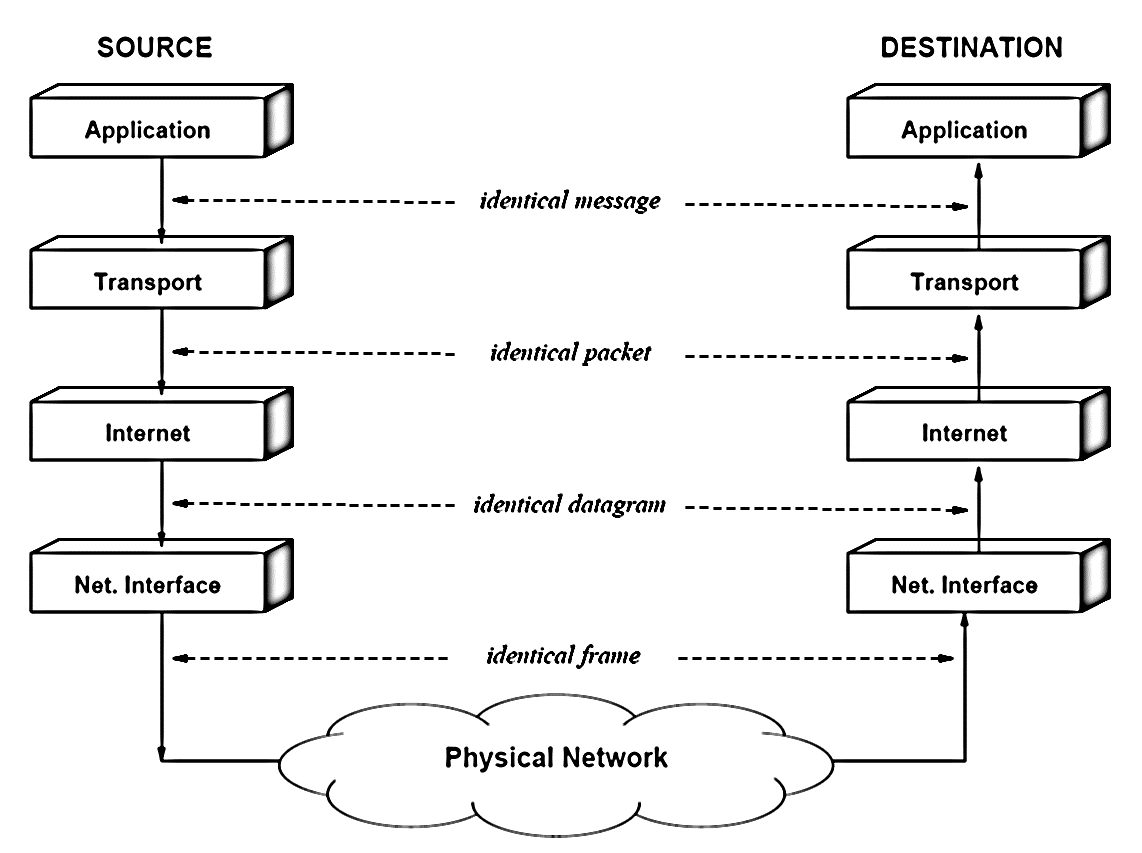 SOURCE
DESTINATION
Application
Application
identical message
Transport
Transport
identical packet
Internet
Internet
identical datagram
Net. Interface
Net. Interface
identical frame
Physical Network